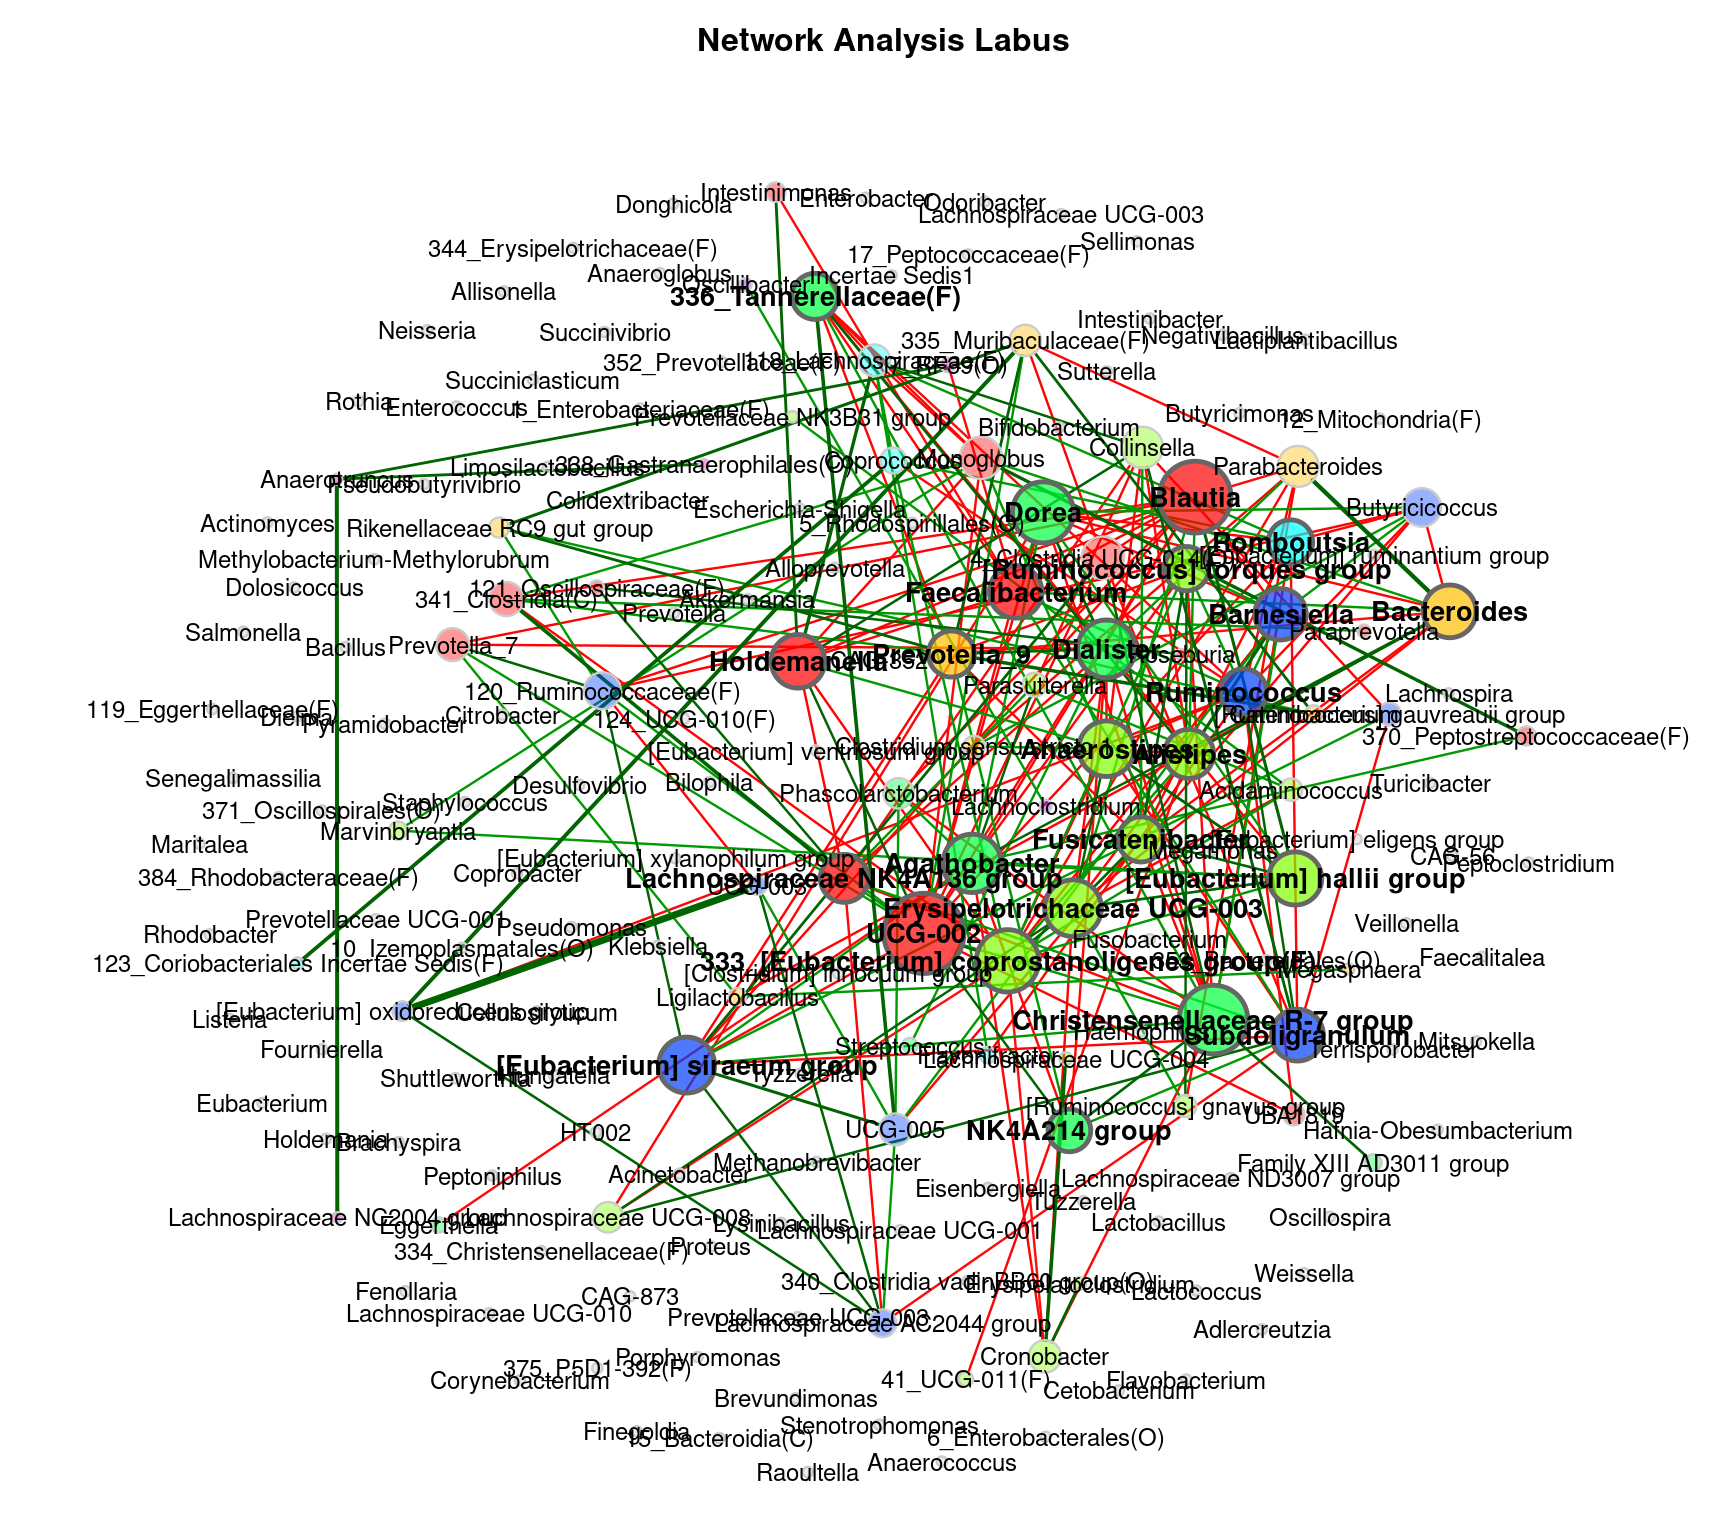 Network Analysis Labus
Intestinimonas
Enterobacter
Donghicola
Odoribacter
Lachnospiraceae UCG-003
Sellimonas
344_Erysipelotrichaceae(F)
17_Peptococcaceae(F)
Anaeroglobus
Incertae Sedis1
Oscillibacter
Allisonella
336_Tannerellaceae(F)
Intestinibacter
Neisseria
Succinivibrio
335_Muribaculaceae(F)
Negativibacillus
Lactiplantibacillus
352_Prevotellaceae(F)
118_Lachnospiraceae(F)
7_RF39(O)
Sutterella
Succiniclasticum
Rothia
Enterococcus
1_Enterobacteriaceae(F)
Prevotellaceae NK3B31 group
Butyricimonas
12_Mitochondria(F)
Bifidobacterium
Collinsella
Coprococcus
Monoglobus
Parabacteroides
Limosilactobacillus
338_Gastranaerophilales(O)
Anaerotruncus
Pseudobutyrivibrio
Blautia
Colidextribacter
Escherichia-Shigella
Dorea
Butyricicoccus
Actinomyces
Rikenellaceae RC9 gut group
5_Rhodospirillales(O)
Romboutsia
Methylobacterium-Methylorubrum
Alloprevotella
[Eubacterium] ruminantium group
[Ruminococcus] torques group
Dolosicoccus
121_Oscillospiraceae(F)
341_Clostridia(C)
Akkermansia
Faecalibacterium
Prevotella
Barnesiella
Bacteroides
Salmonella
Bacillus
Prevotella_7
Paraprevotella
Holdemanella
Prevotella_9
Dialister
Roseburia
Parasutterella
120_Ruminococcaceae(F)
Ruminococcus
Lachnospira
119_Eggerthellaceae(F)
Dielma
Pyramidobacter
Citrobacter
124_UCG-010(F)
[Ruminococcus] gauvreauii group
Catenibacterium
370_Peptostreptococcaceae(F)
[Eubacterium] ventriosum group
Clostridium sensu stricto 1
Anaerostipes
Alistipes
Senegalimassilia
Desulfovibrio
Bilophila
Phascolarctobacterium
Acidaminococcus
Turicibacter
371_Oscillospirales(O)
Staphylococcus
Lachnoclostridium
Marvinbryantia
Maritalea
Fusicatenibacter
[Eubacterium] eligens group
Megamonas
CAG-56
Peptoclostridium
[Eubacterium] xylanophilum group
Agathobacter
384_Rhodobacteraceae(F)
Coprobacter
Lachnospiraceae NK4A136 group
UCG-003
[Eubacterium] hallii group
Erysipelotrichaceae UCG-003
Prevotellaceae UCG-001
Rhodobacter
Pseudomonas
UCG-002
Veillonella
10_Izemoplasmatales(O)
Klebsiella
Fusobacterium
Faecalitalea
123_Coriobacteriales Incertae Sedis(F)
333_[Eubacterium] coprostanoligenes group(F)
[Clostridium] innocuum group
Megasphaera
Ligilactobacillus
[Eubacterium] oxidoreducens group
Cellulosilyticum
Listeria
Christensenellaceae R-7 group
Haemophilus
Subdoligranulum
Mitsuokella
Fournierella
Streptococcus
Flavonifractor
Lachnospiraceae UCG-004
Terrisporobacter
[Eubacterium] siraeum group
Shuttleworthia
Hungatella
Tyzzerella
Eubacterium
[Ruminococcus] gnavus group
UBA1819
Holdemania
Brachyspira
HT002
UCG-005
NK4A214 group
Hafnia-Obesumbacterium
Methanobrevibacter
Family XIII AD3011 group
Peptoniphilus
Acinetobacter
Lachnospiraceae ND3007 group
Eisenbergiella
Tuzzerella
Lachnospiraceae NC2004 group
Eggerthella
Lachnospiraceae UCG-008
Lysinibacillus
Lachnospiraceae UCG-001
Lactobacillus
Oscillospira
334_Christensenellaceae(F)
Proteus
340_Clostridia vadinBB60 group(O)
Erysipelatoclostridium
Weissella
Fenollaria
CAG-873
Lactococcus
Lachnospiraceae UCG-010
Prevotellaceae UCG-003
Lachnospiraceae AC2044 group
Adlercreutzia
Porphyromonas
Cronobacter
375_P5D1-392(F)
Corynebacterium
41_UCG-011(F)
Flavobacterium
Cetobacterium
Brevundimonas
Stenotrophomonas
Finegoldia
15_Bacteroidia(C)
6_Enterobacterales(O)
Anaerococcus
Raoultella